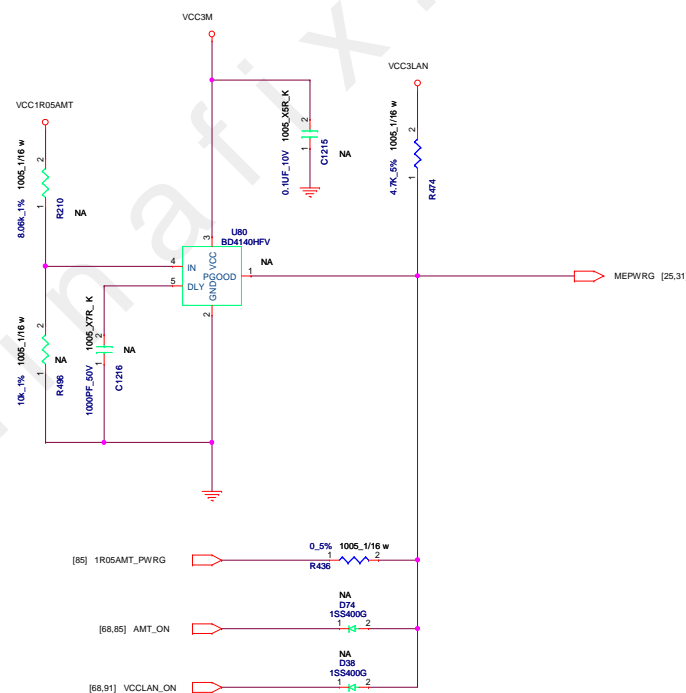 VCC3M
VCC3LAN
VCC1R05AMT
2
1
8.06k_1% 1005_1/16 w
R210
NA
2
1
0.1UF_10V 1005_X5R_K
C1215
NA
2
1
4.7K_5% 1005_1/16 w
R474
U80
BD4140HFV
NA
3
4
5
1
2
IN
DLY
VCC
PGOOD
GND
MEPWRG [25,31
2
1
10k_1% 1005_1/16 w
R496
NA
2
1
1000PF_50V 1005_X7R_K
C1216
NA
[85] 1R05AMT_PWRG
0_5% 1005_1/16 w
1 2
R436
[68,85] AMT_ON
NA
D74
1SS400G
1 2
[68,91] VCCLAN_ON
NA
D38
1SS400G
1 2
inafix